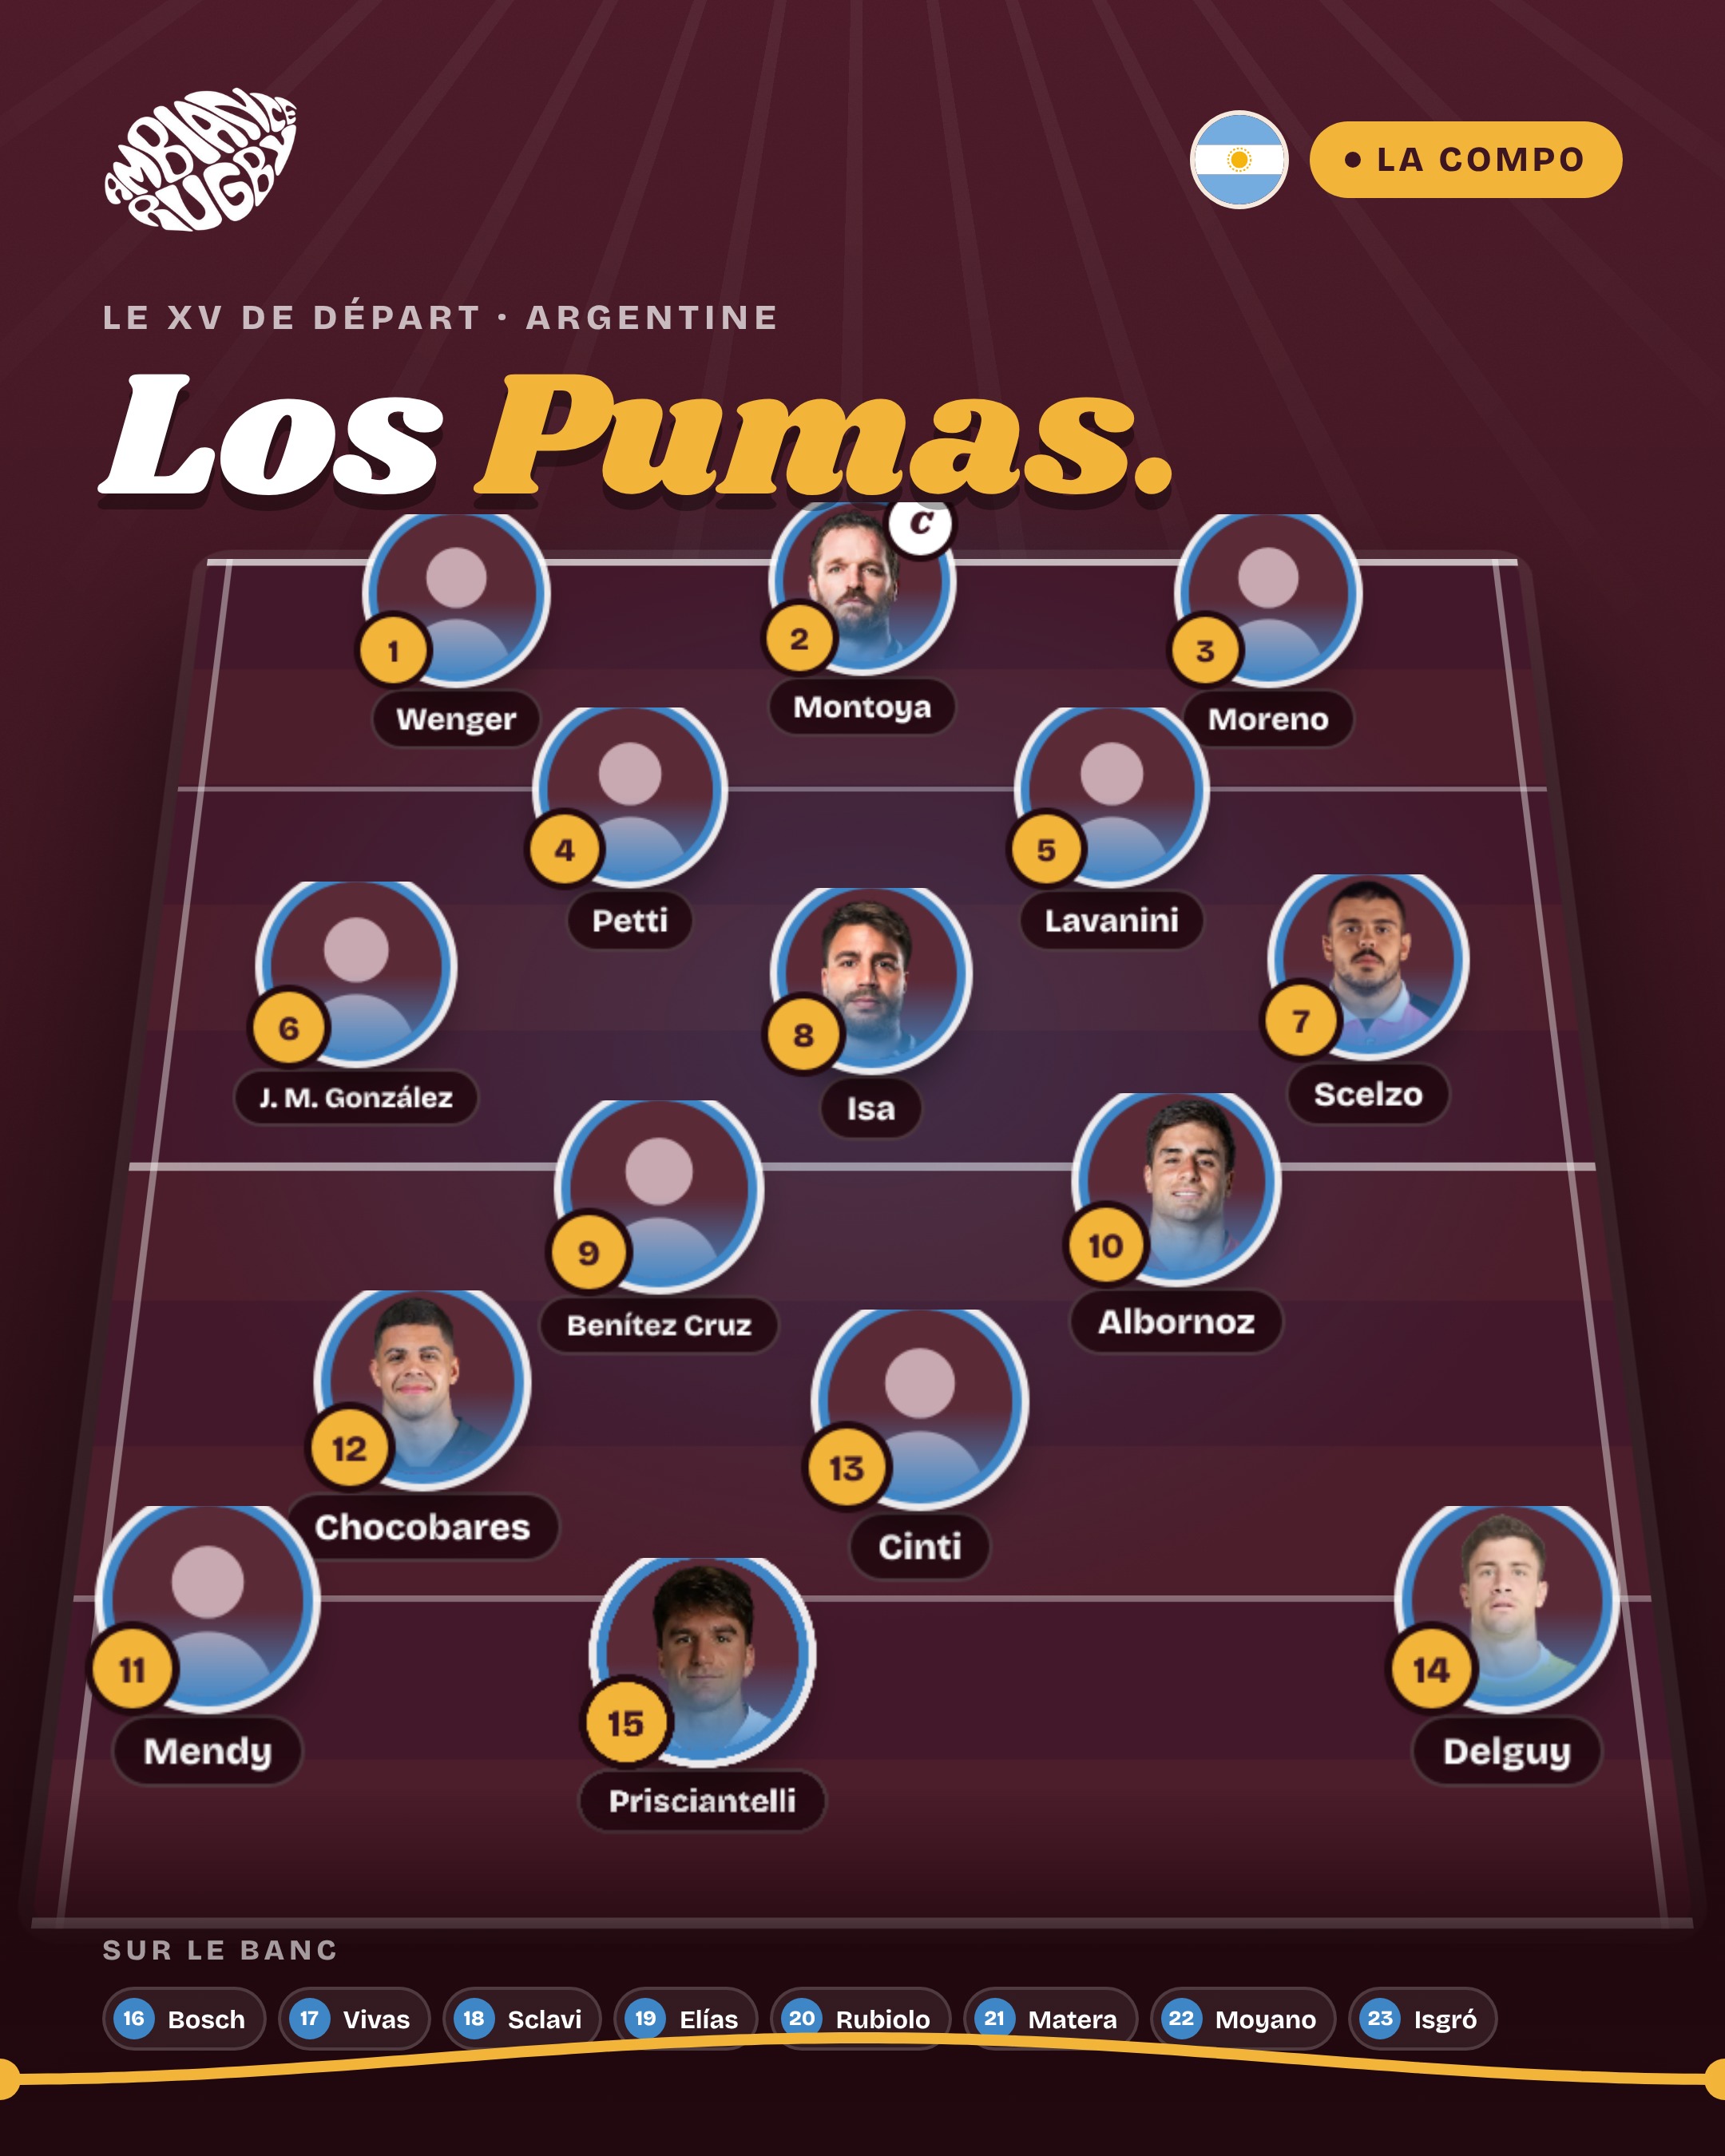 AMBIANCE
RUGBY
• LA COMPO
LE XV DE DÉPART · ARGENTINE
Los Pumas.
C
1
Wenger
2
Montoya
3
Moreno
4
Petti
5
Lavanini
6
J. M. González
8
Isa
7
Scelzo
9
Benítez Cruz
10
Albornoz
12
Chocobares
13
Cinti
11
Mendy
15
Prisciantelli
14
Delguy
SUR LE BANC
16 Bosch 17 Vivas 18 Sclavi 19 Elías 20 Rubiolo 21 Matera 22 Moyano 23 Isgró